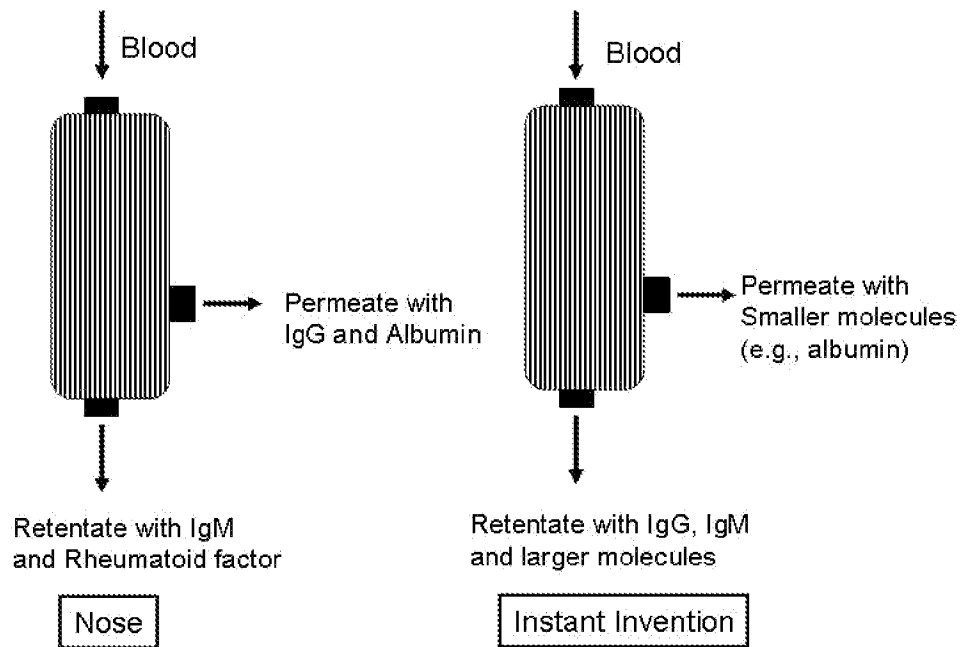 Blood
Permeate with
IgG and Albumin
Retentate with IgM
and Rheumatoid factor
Nose
Blood
Permeate with
Smaller molecules
(e.g., albumin)
Retentate with IgG, IgM
and larger molecules
Instant Invention